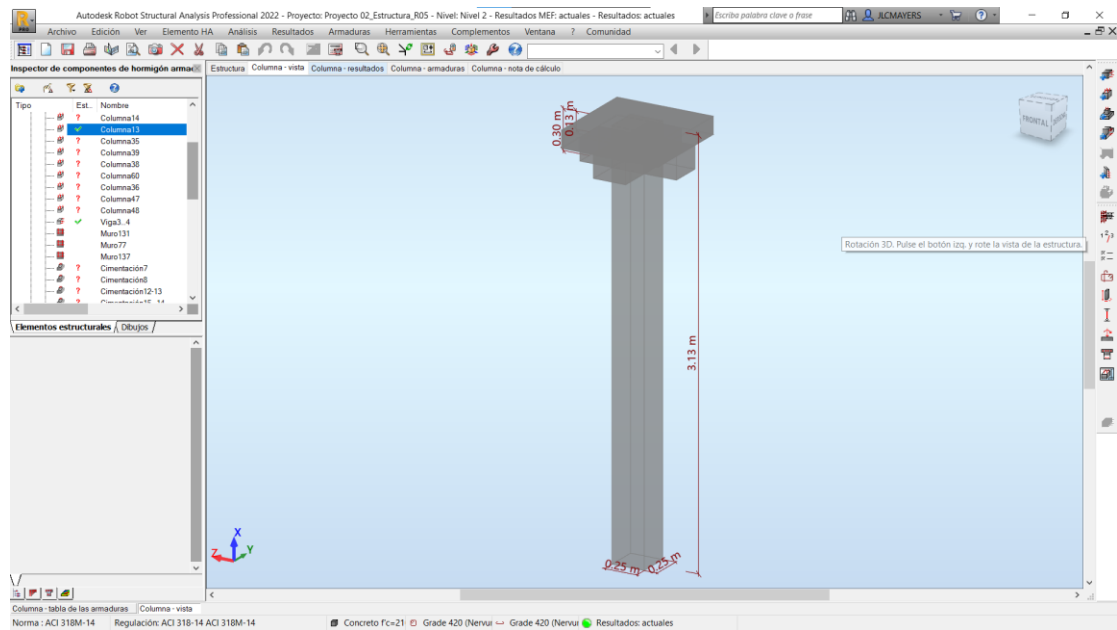 Autodesk Robot Structural Analysis Professional 2022 - Proyecto: Proyecto 02_Estructura_R05 - Nivel: Nivel 2 - Resultados MEF: actuales - Resultados: actuales
Escriba palabra clave o frase
JLCMAYERS
PRO
Archivo Edición Ver Elemento HA Análisis Resultados Armaduras Herramientas Complementos Ventana ? Comunidad
Inspector de componentes de hormigón armad
Estructura Columna - vista Columna - resultados Columna - armaduras Columna - nota de cálculo
Tipo Est.. Nombre
? Columna14
Columna13
? Columna35
? Columna39
? Columna38
? Columna60
? Columna36
? Columna47
? Columna48
Viga3..4
Muro131
Muro77
Muro137
? Cimentación7
? Cimentación8
? Cimentación12-13
? Cimentación15..14
Elementos estructurales Dibujos
0.30 m
0.13 m
3.13 m
0.25 m
0.25 m
FRONTAL
Rotación 3D. Pulse el botón izq. y rote la vista de la estructura.
X
Z
Y
Columna - tabla de las armaduras Columna - vista
Norma : ACI 318M-14 Regulación: ACI 318-14 ACI 318M-14 Concreto f'c=21 Grade 420 (Nervur Grade 420 (Nervur Resultados: actuales